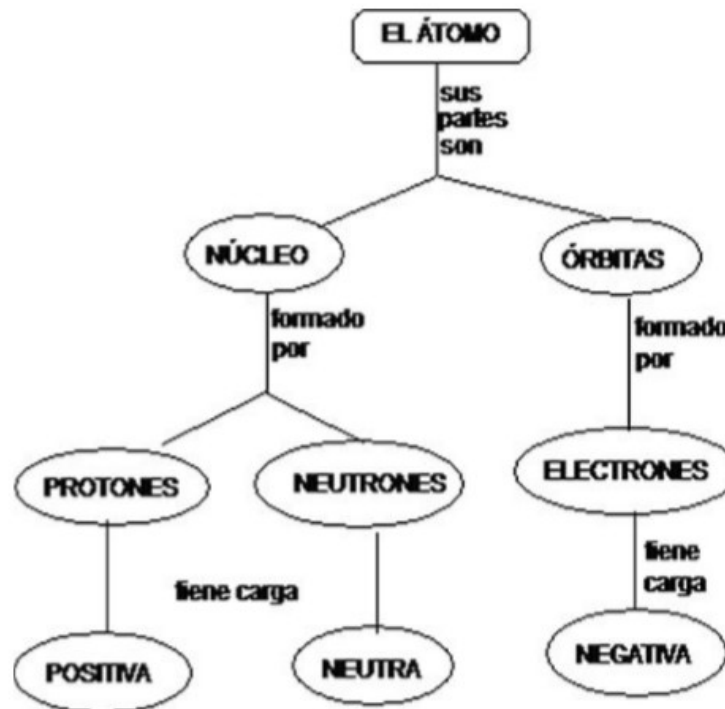 EL ÁTOMO
sus
partes
son
NÚCLEO
ÓRBITAS
formado
por
formado
por
PROTONES
NEUTRONES
ELECTRONES
tiene carga
tiene
carga
POSITIVA
NEUTRA
NEGATIVA